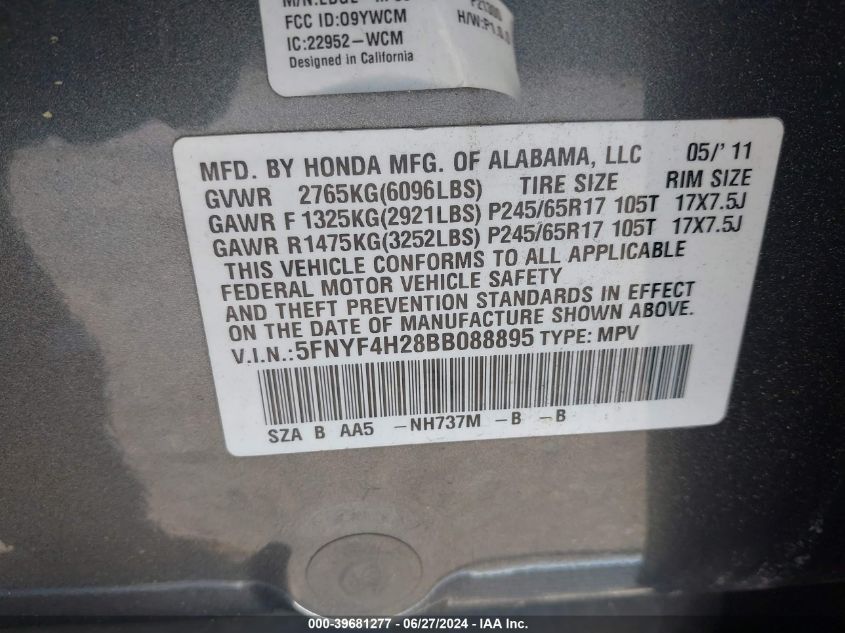 FCC ID:O9YWCM
IC:22952-WCM
Designed in California
H/W:P1.0.0
MFD. BY HONDA MFG. OF ALABAMA, LLC 05/'11
GVWR 2765KG(6096LBS) TIRE SIZE RIM SIZE
GAWR F 1325KG(2921LBS) P245/65R17 105T 17X7.5J
GAWR R1475KG(3252LBS) P245/65R17 105T 17X7.5J
THIS VEHICLE CONFORMS TO ALL APPLICABLE
FEDERAL MOTOR VEHICLE SAFETY
AND THEFT PREVENTION STANDARDS IN EFFECT
ON THE DATE OF MANUFACTURE SHOWN ABOVE.
V.I.N.:5FNYF4H28BB088895 TYPE: MPV
SZA B AA5 -NH737M -B -B
000-39681277 - 06/27/2024 - IAA Inc.